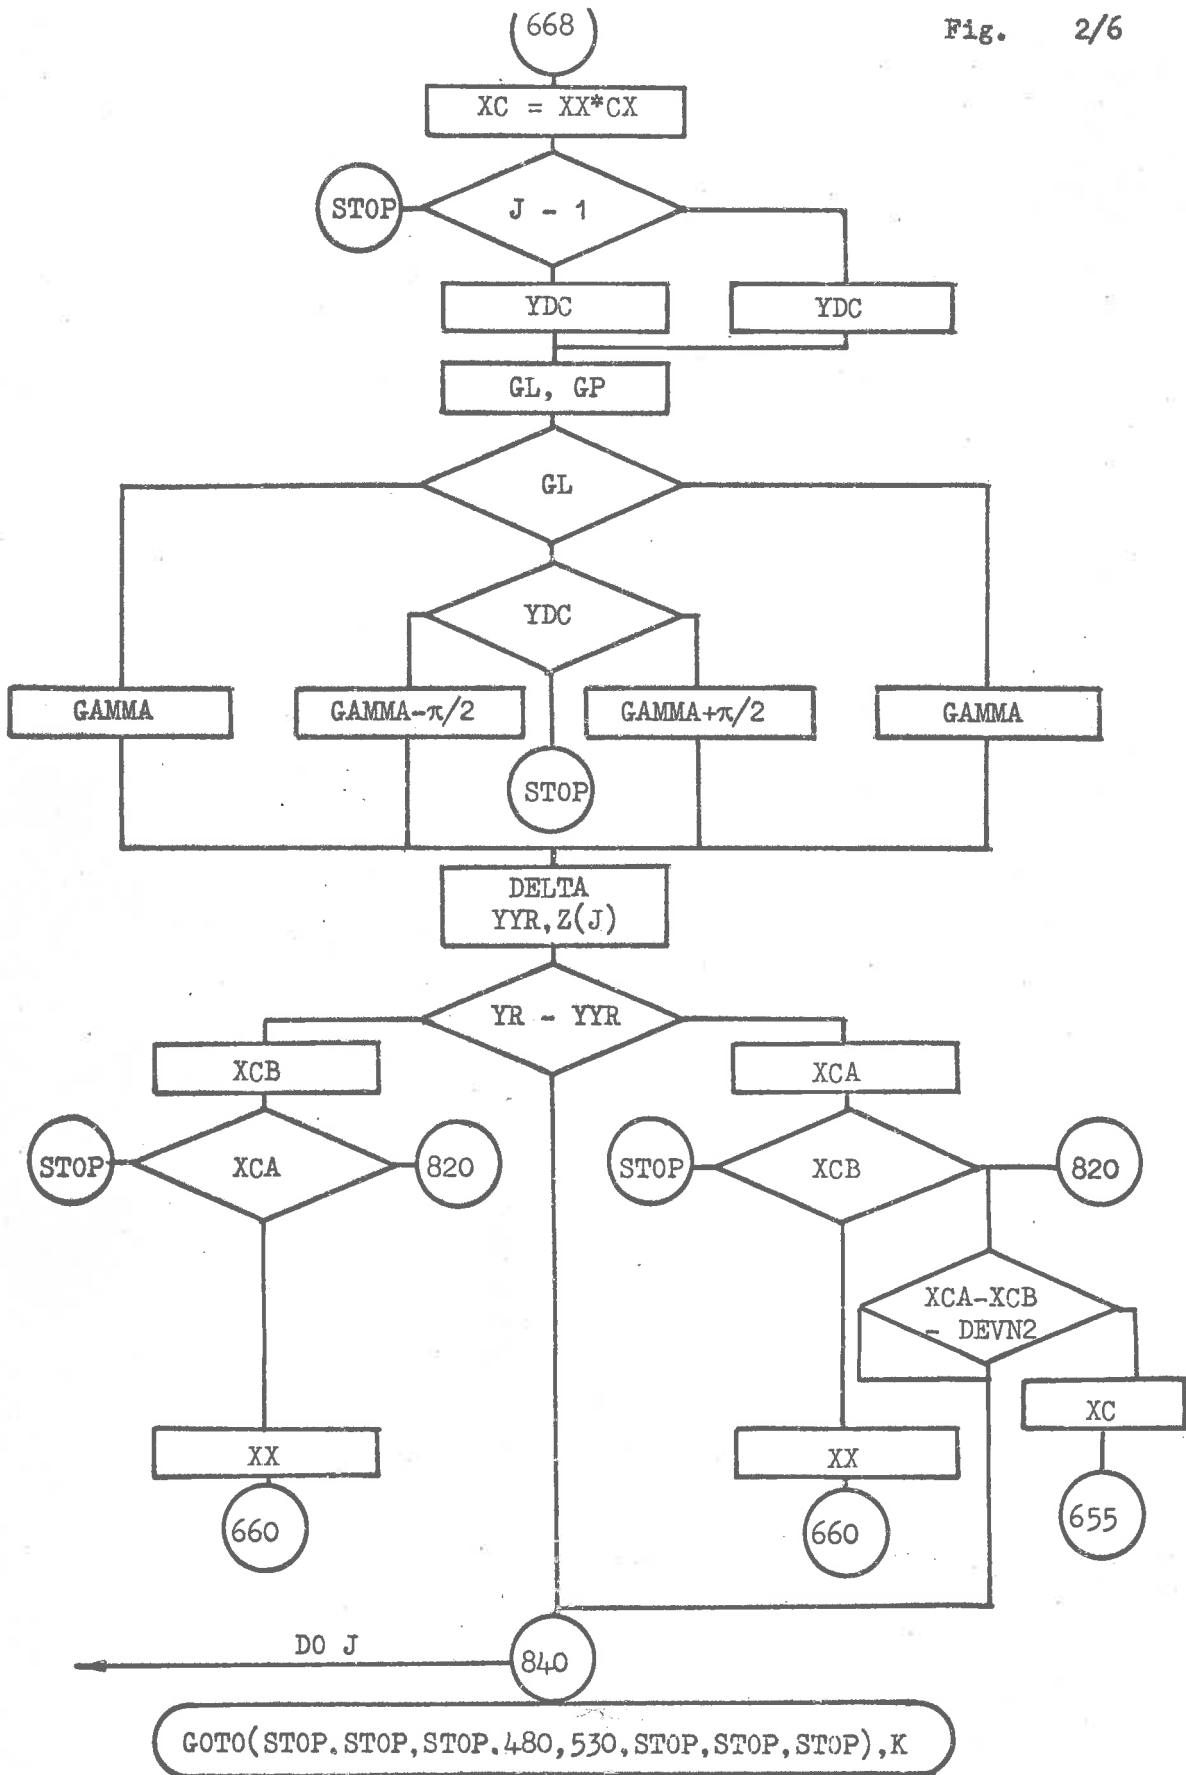 Fig. 2/6
668
XC = XX*CX
STOP
J - 1
YDC
YDC
GL, GP
GL
YDC
GAMMA
GAMMA-π/2
GAMMA+π/2
GAMMA
STOP
DELTA
YYR,Z(J)
YR - YYR
XCB
XCA
STOP
XCA
820
STOP
XCB
820
XCA-XCB
- DEVN2
XC
XX
XX
660
660
655
DO J
840
GOTO(STOP.STOP,STOP.480,530,STOP,STOP,STOP),K